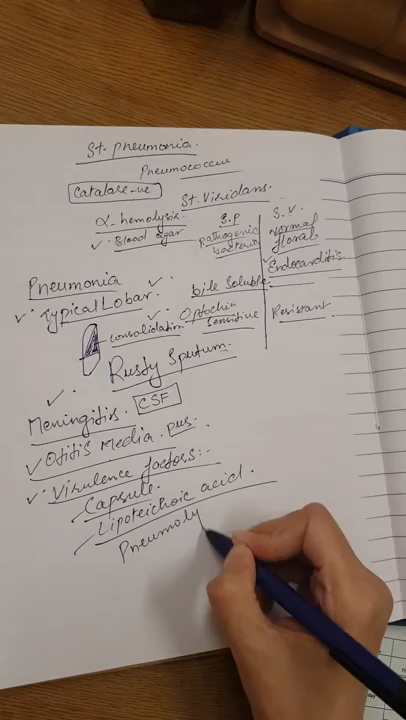 St. pneumonia.
Pneumococcus
Catalase -ve
St. Viridans.
α- hemolysis.
Blood agar
S.P
Pathogenic
bacteria
S.V.
Normal
floral.
Endocarditis
Pneumonia
Typical Lobar.
bile Soluble
consolidation
Optochin
Sensitive
Resistant
Rusty Sputum.
Meningitis. CSF
Otitis Media. pus.
Virulence factors:-
Capsule.
Lipoteichoic acid.
Pneumoly